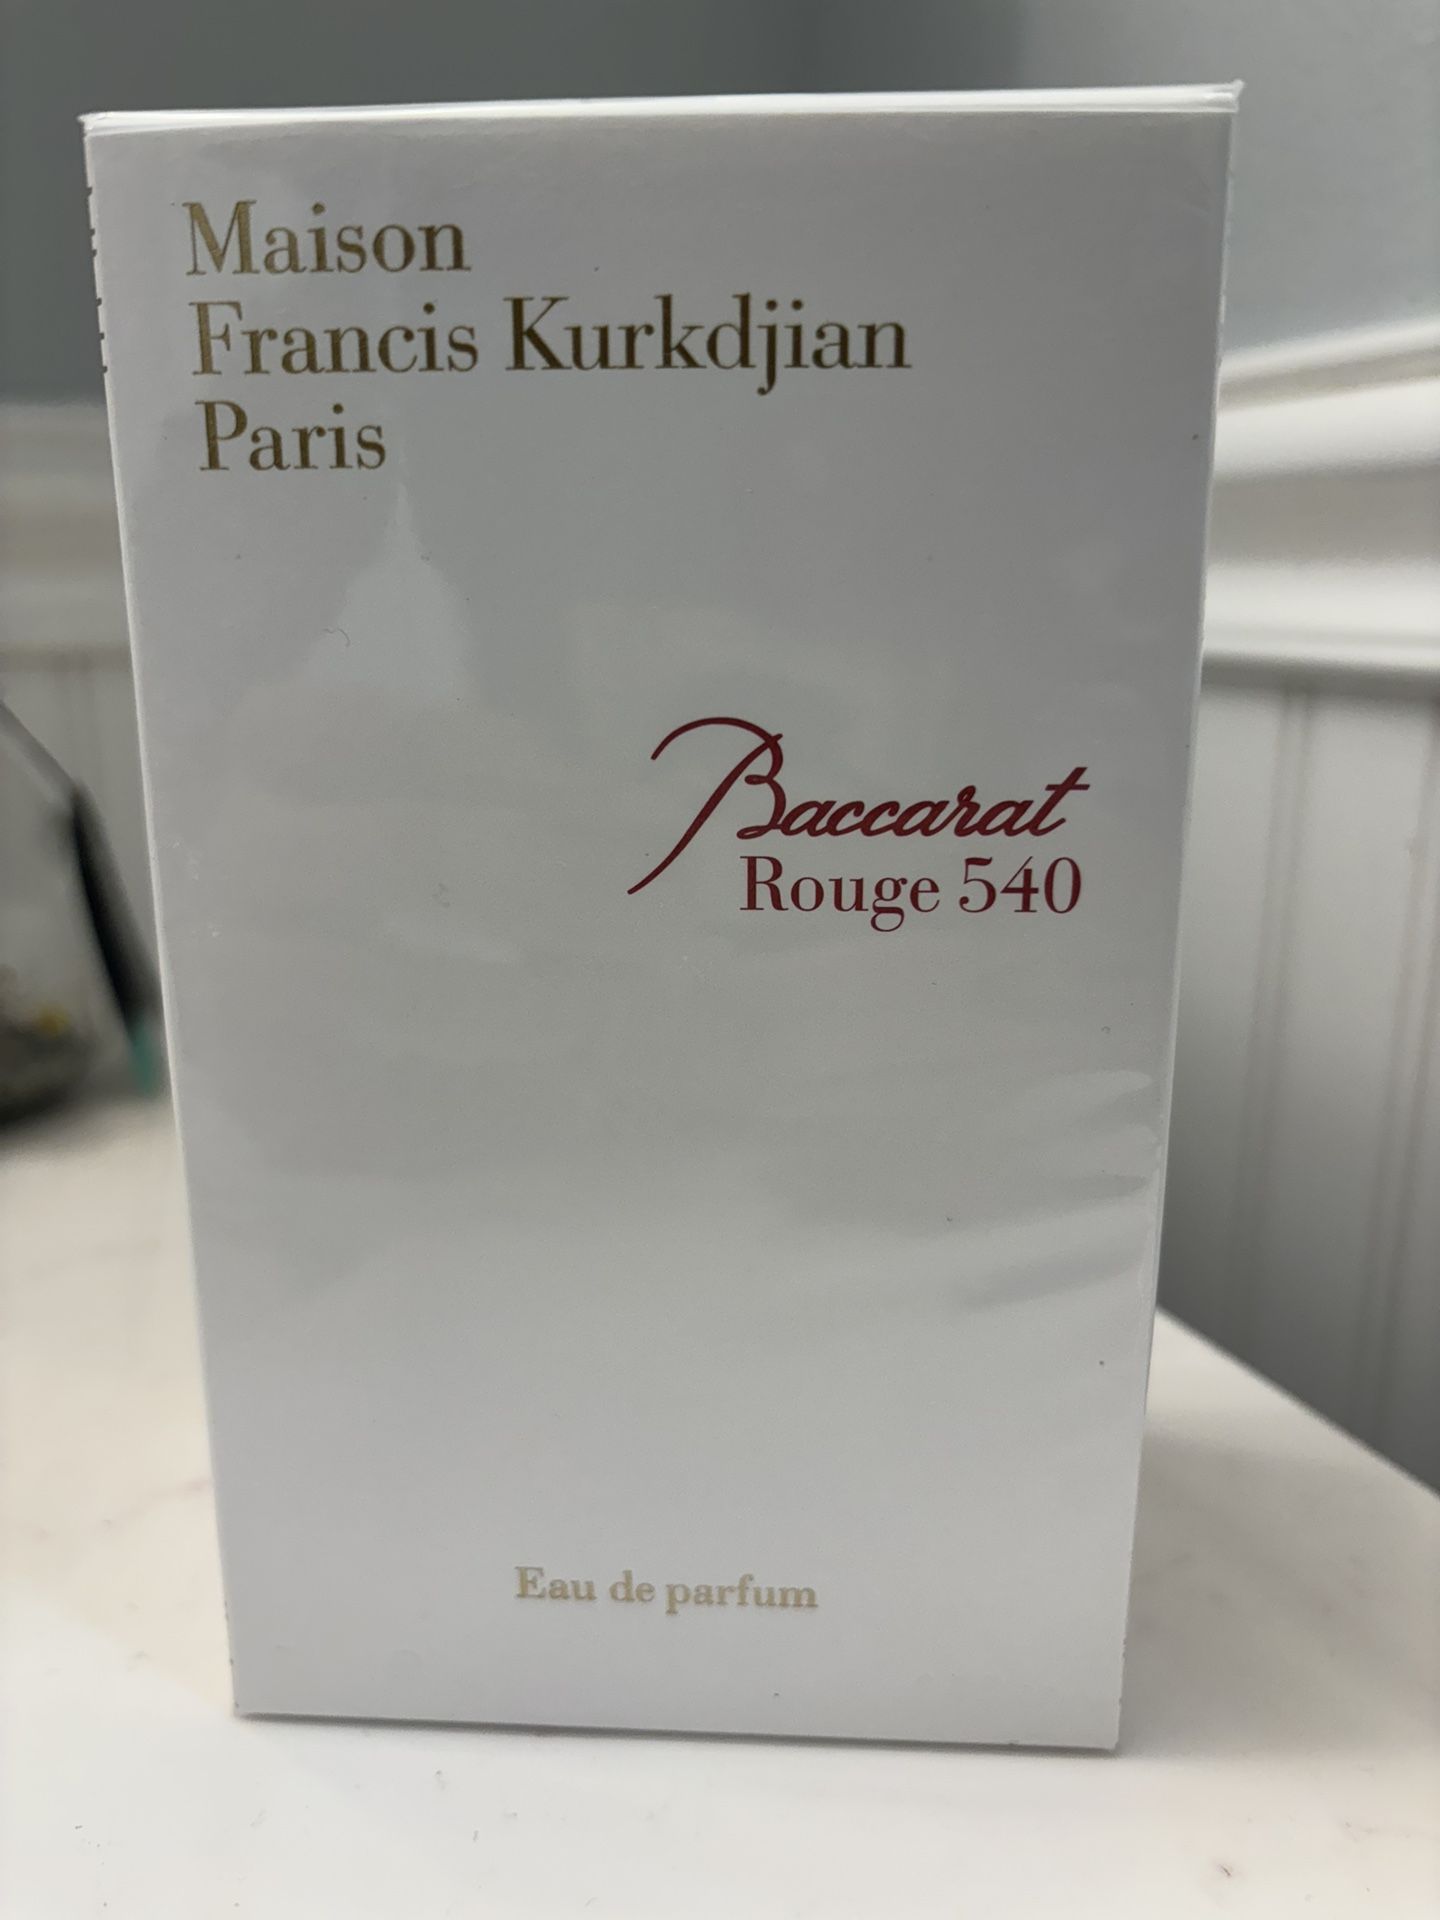 Maison
Francis Kurkdjian
Paris
Baccarat
Rouge 540
Eau de parfum